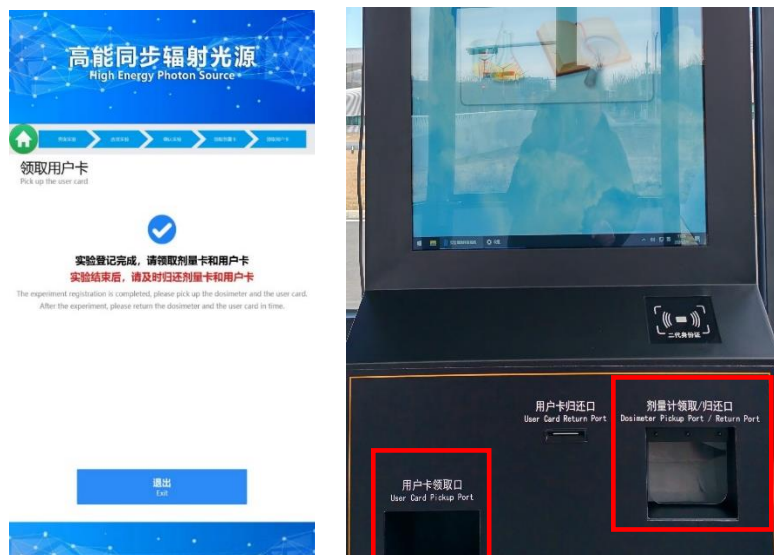 高能同步辐射光源
High Energy Photon Source
领取用户卡
Pick up the user card
实验登记完成，请领取剂量卡和用户卡
实验结束后，请及时归还剂量卡和用户卡
The experiment registration is completed, please pick up the dosimeter and the user card.
After the experiment, please return the dosimeter and the user card in time.
退出
Exit
二代身份证
用户卡归还口
User Card Return Port
剂量计领取/归还口
Dosimeter Pickup Port / Return Port
用户卡领取口
User Card Pickup Port